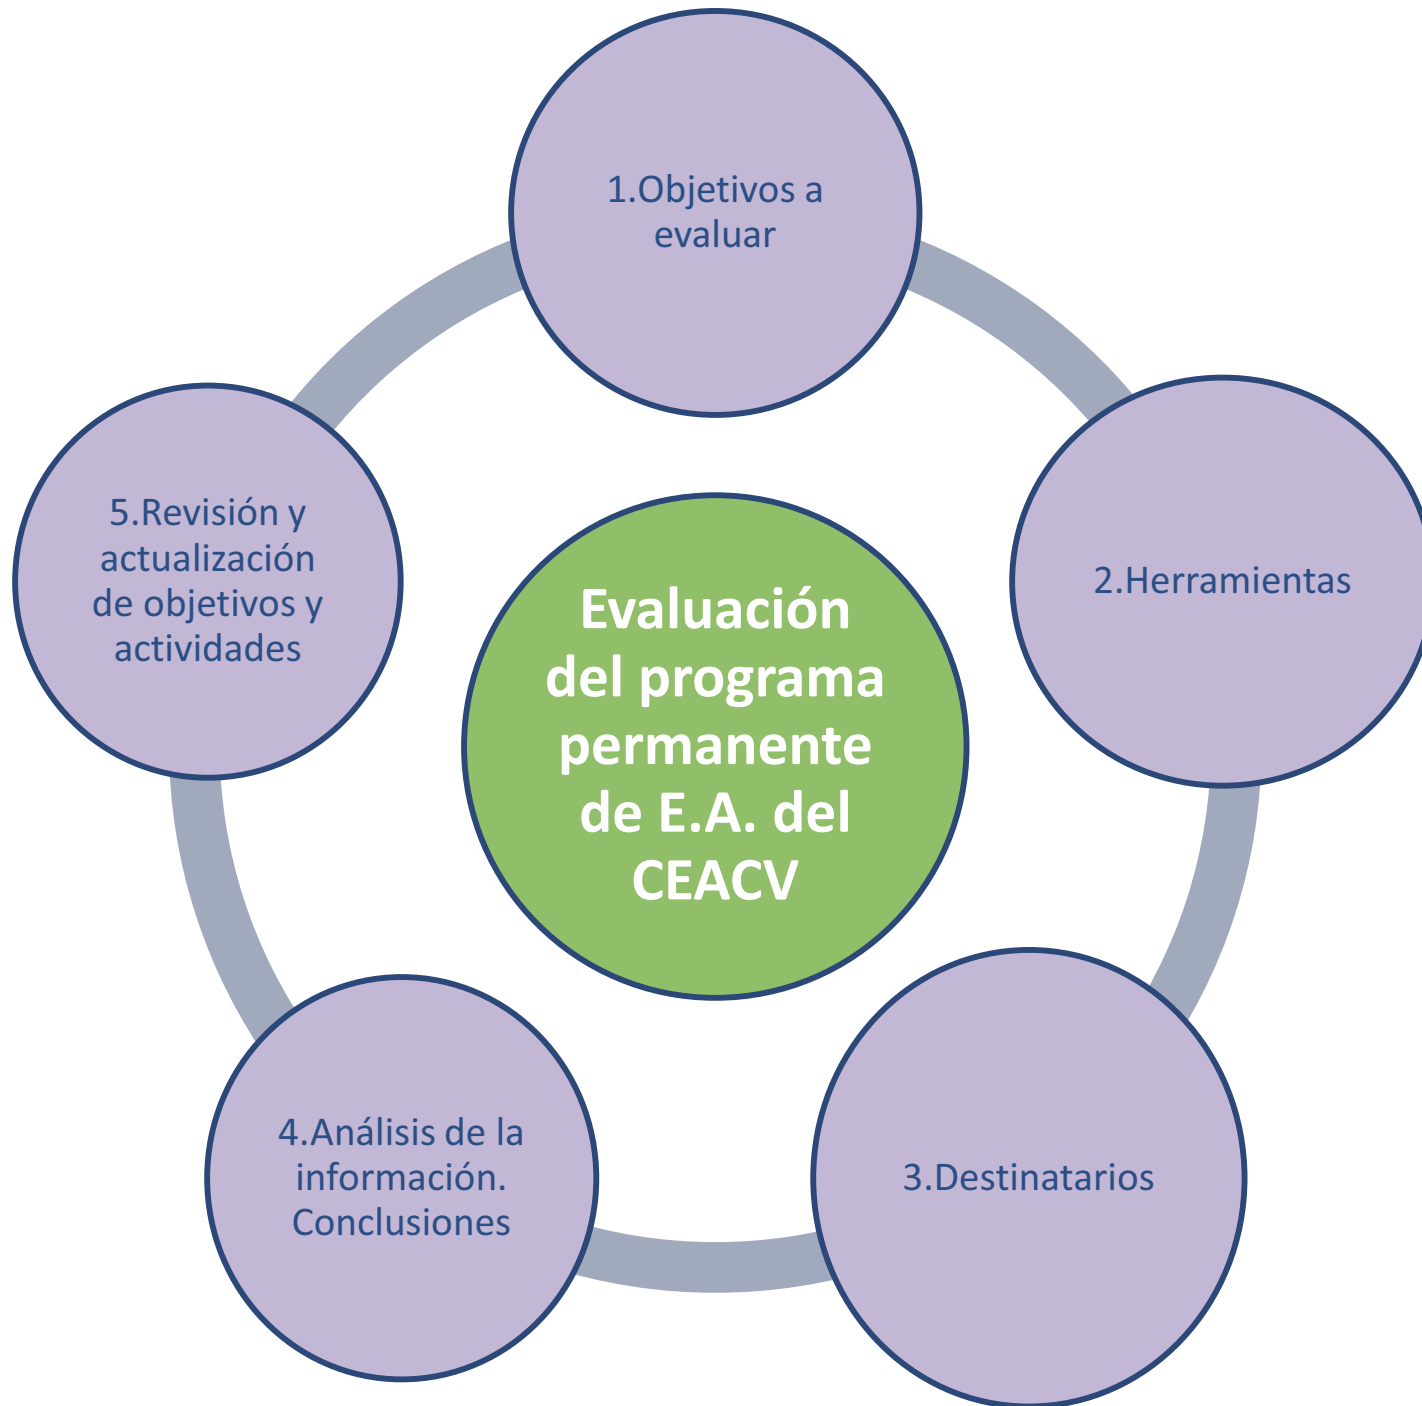 1.Objetivos a
evaluar
2.Herramientas
3.Destinatarios
4.Análisis de la
información.
Conclusiones
5.Revisión y
actualización
de objetivos y
actividades
Evaluación
del programa
permanente
de E.A. del
CEACV